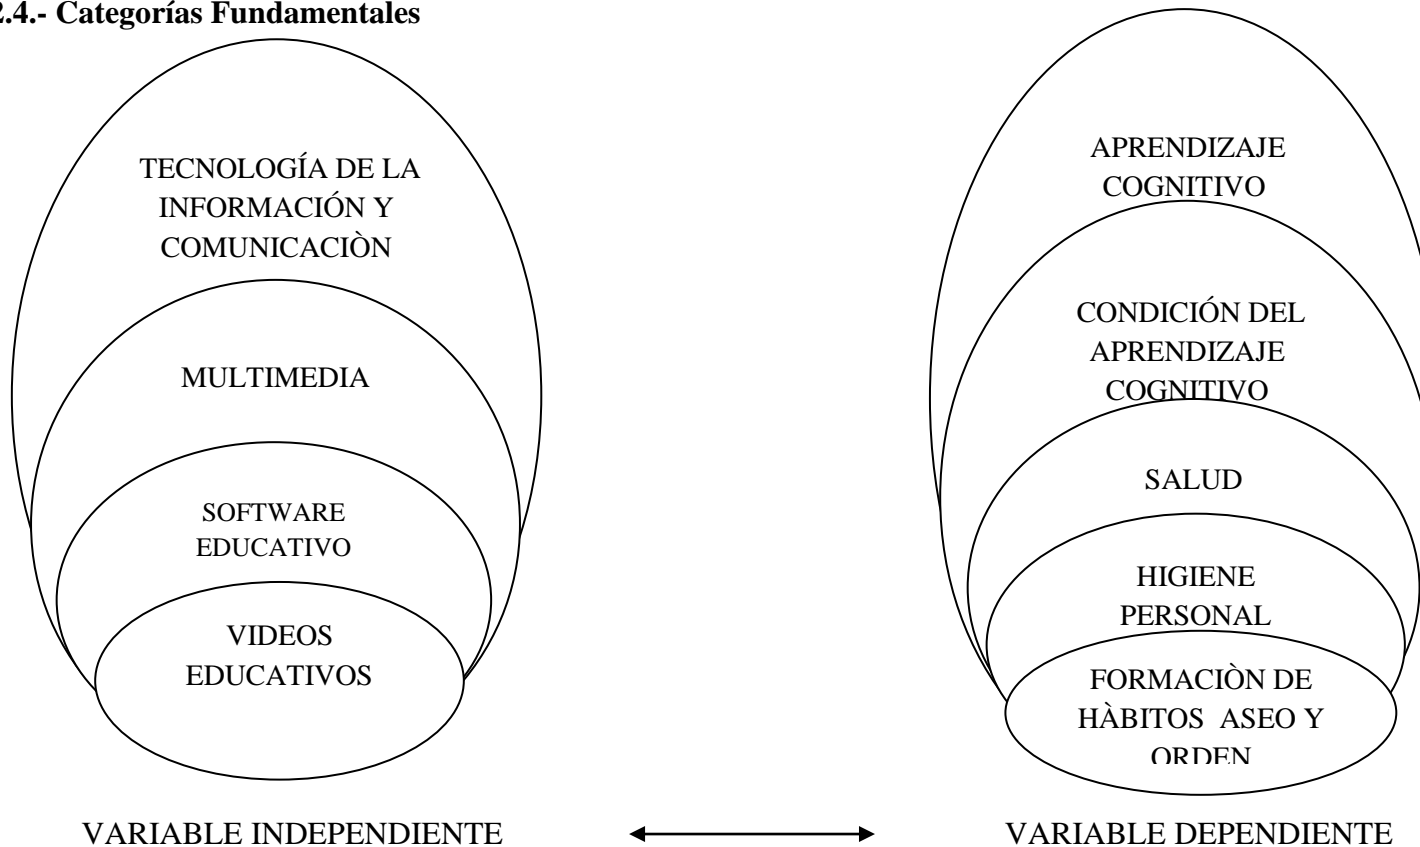 2.4.- Categorías Fundamentales
TECNOLOGÍA DE LA
INFORMACIÓN Y
COMUNICACIÒN
MULTIMEDIA
SOFTWARE
EDUCATIVO
VIDEOS
EDUCATIVOS
VARIABLE INDEPENDIENTE
APRENDIZAJE
COGNITIVO
CONDICIÓN DEL
APRENDIZAJE
COGNITIVO
SALUD
HIGIENE
PERSONAL
FORMACIÒN DE
HÀBITOS ASEO Y
ORDEN
VARIABLE DEPENDIENTE